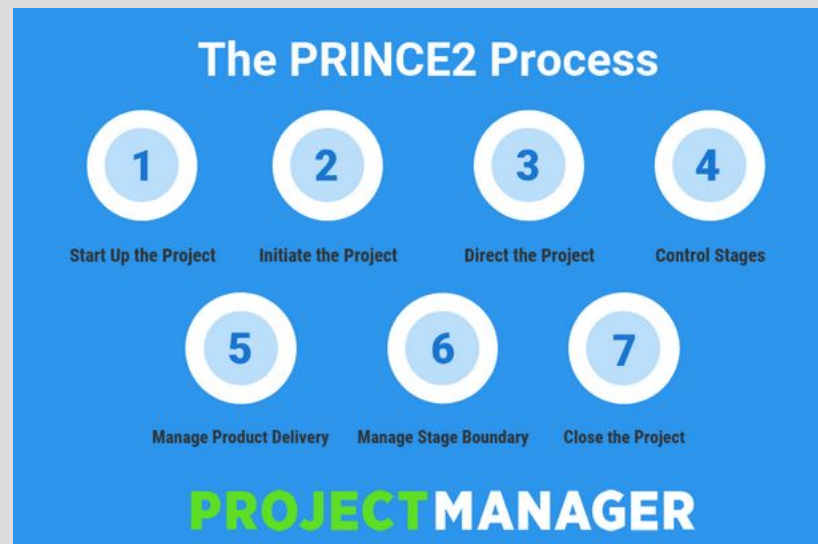 The PRINCE2 Process
1
2
3
4
Start Up the Project
Initiate the Project
Direct the Project
Control Stages
5
6
7
Manage Product Delivery
Manage Stage Boundary
Close the Project
PROJECTMANAGER